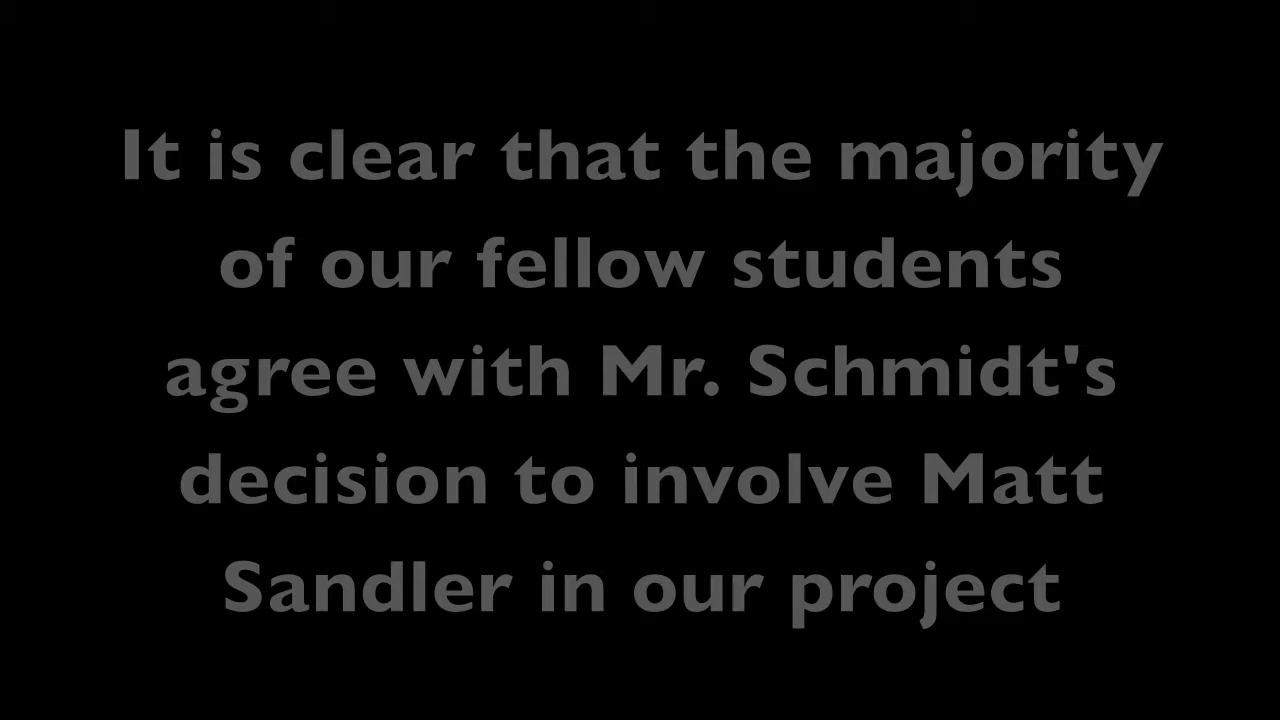 It is clear that the majority
of our fellow students
agree with Mr. Schmidt's
decision to involve Matt
Sandler in our project